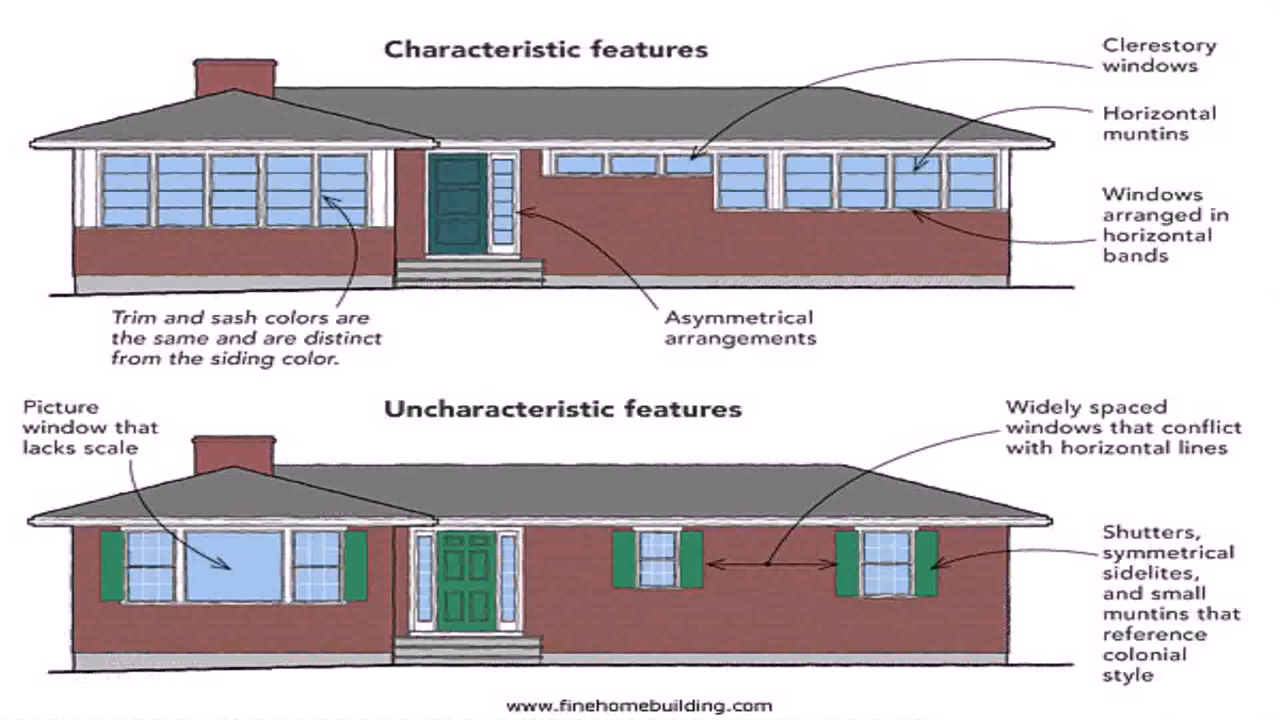 Characteristic features
Clerestory
windows
Horizontal
muntins
Windows
arranged in
horizontal
bands
Trim and sash colors are
the same and are distinct
from the siding color.
Asymmetrical
arrangements
Uncharacteristic features
Picture
window that
lacks scale
Widely spaced
windows that conflict
with horizontal lines
Shutters,
symmetrical
sidelites,
and small
muntins that
reference
colonial
style
www.finehomebuilding.com